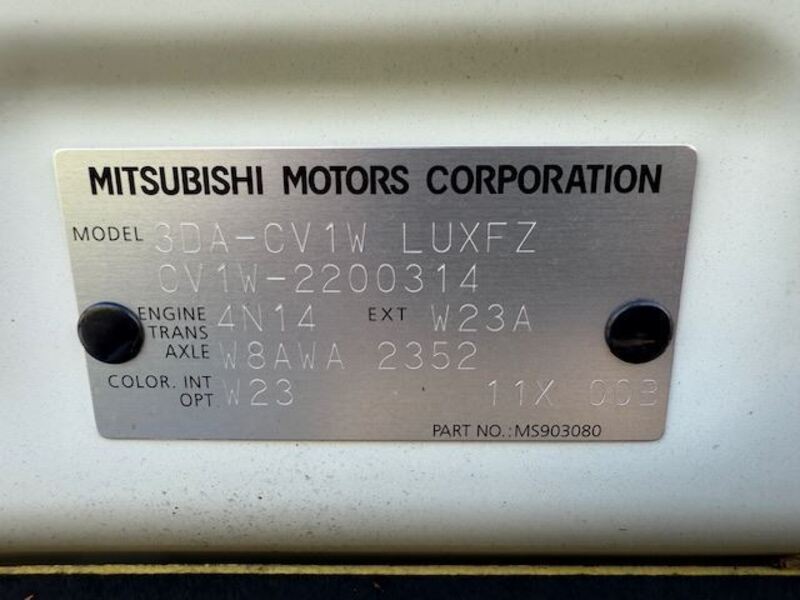 MITSUBISHI MOTORS CORPORATION
MODEL 3DA-CV1W LUXFZ
CV1W-2200314
ENGINE 4N14 EXT W23A
TRANS
AXLE W8AWA 2352
COLOR. INT
OPT W23 11X
PART NO.:MS903080